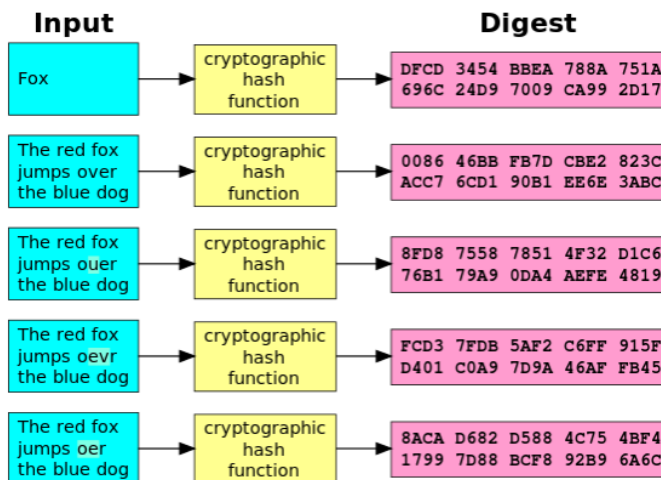 Input
Digest
Fox
cryptographic
hash
function
DFCD 3454 BBEA 788A 751A
696C 24D9 7009 CA99 2D17
The red fox
jumps over
the blue dog
cryptographic
hash
function
0086 46BB FB7D CBE2 823C
ACC7 6CD1 90B1 EE6E 3ABC
The red fox
jumps ouer
the blue dog
cryptographic
hash
function
8FD8 7558 7851 4F32 D1C6
76B1 79A9 0DA4 AEFE 4819
The red fox
jumps oevr
the blue dog
cryptographic
hash
function
FCD3 7FDB 5AF2 C6FF 915F
D401 C0A9 7D9A 46AF FB45
The red fox
jumps oer
the blue dog
cryptographic
hash
function
8ACA D682 D588 4C75 4BF4
1799 7D88 BCF8 92B9 6A6C